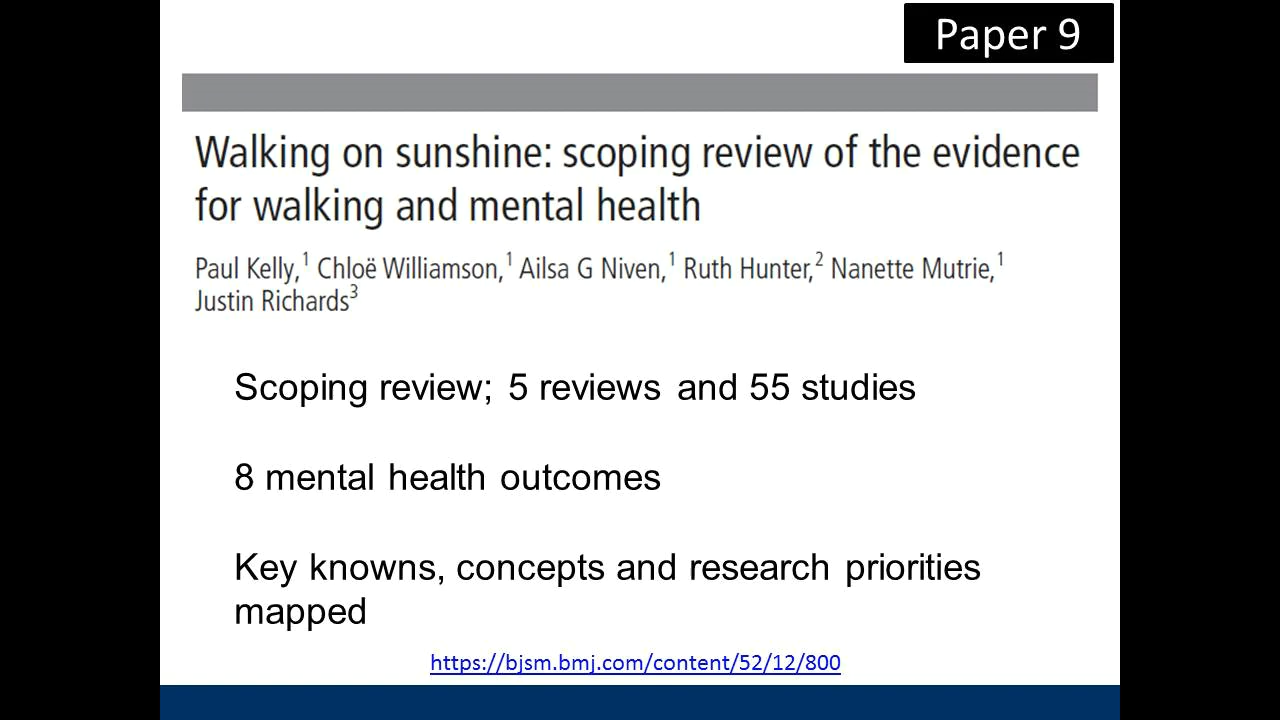 Paper 9
Walking on sunshine: scoping review of the evidence
for walking and mental health
Paul Kelly,1 Chloë Williamson,1 Ailsa G Niven,1 Ruth Hunter,2 Nanette Mutrie,1
Justin Richards3
Scoping review; 5 reviews and 55 studies
8 mental health outcomes
Key knowns, concepts and research priorities
mapped
https://bjsm.bmj.com/content/52/12/800